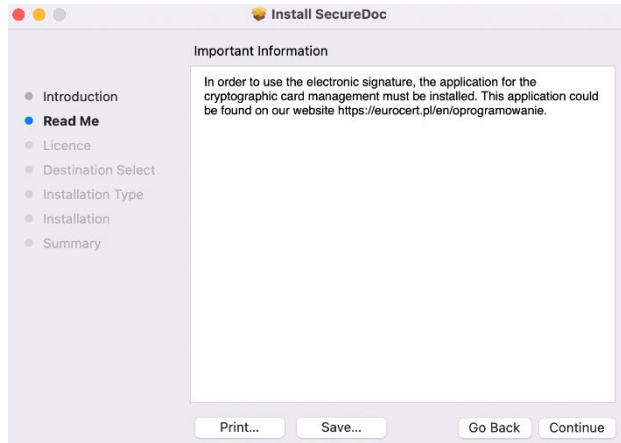 Install SecureDoc
Important Information
In order to use the electronic signature, the application for the
cryptographic card management must be installed. This application could
be found on our website https://eurocert.pl/en/oprogramowanie.
Introduction
Read Me
Licence
Destination Select
Installation Type
Installation
Summary
Print...
Save...
Go Back
Continue